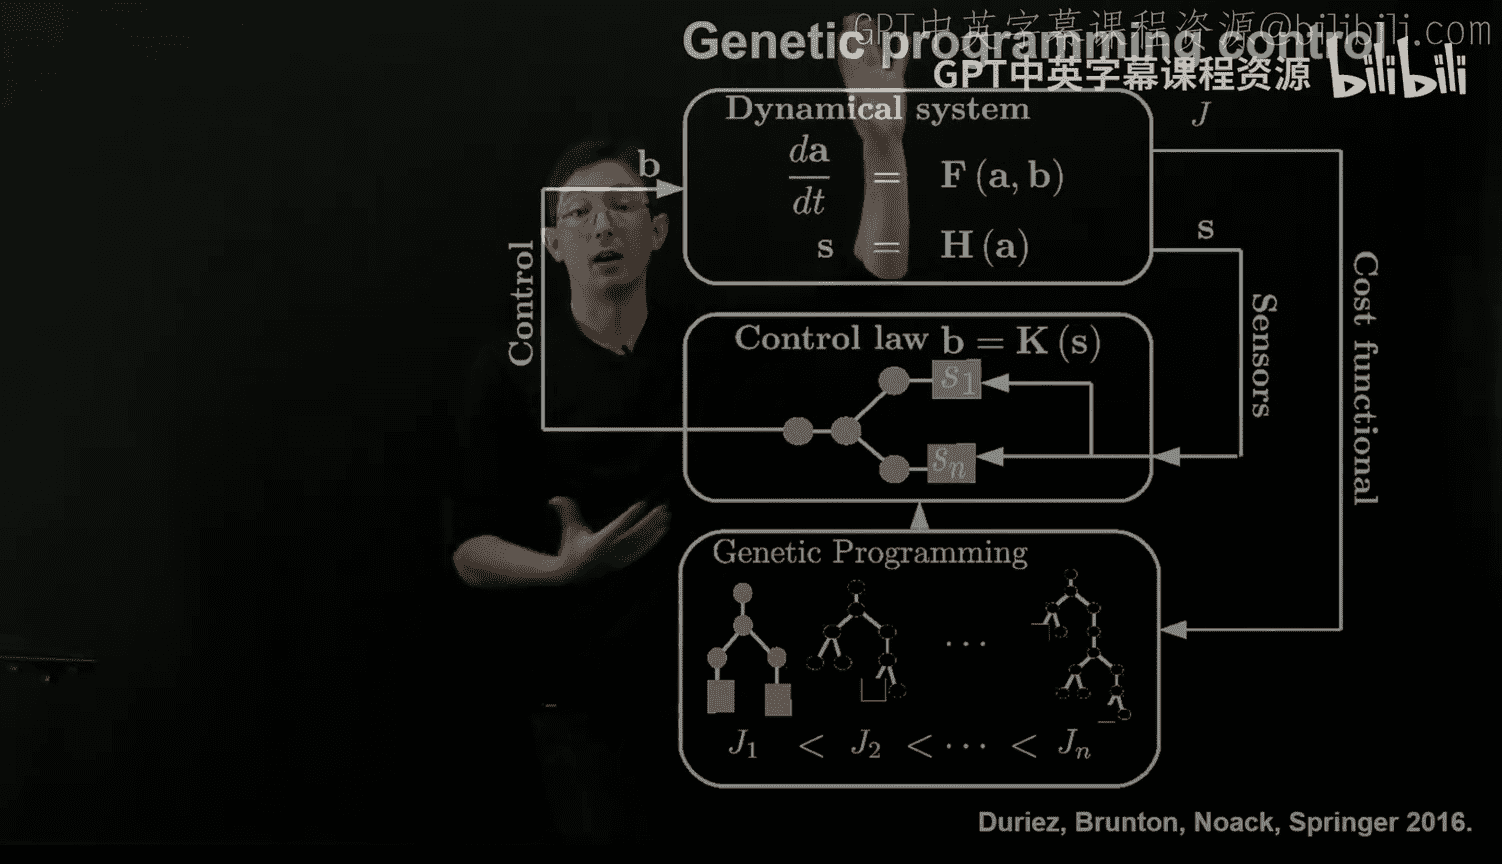 GPT中英字幕课程资源@bilibili.com
Genetic programming control
GPT中英字幕课程资源 bilibili
Dynamical system
J
b
da/dt = F (a, b)
s = H (a)
s
Control
Sensors
Cost functional
Control law b = K (s)
s₁
sₙ
Genetic Programming
...
J₁ < J₂ < ··· < Jₙ
Duriez, Brunton, Noack, Springer 2016.